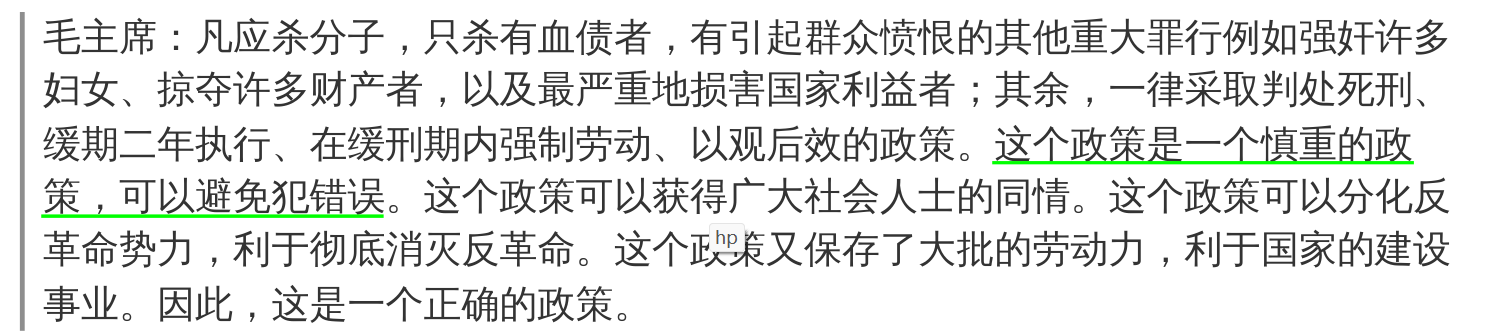 毛主席：凡应杀分子，只杀有血债者，有引起群众愤恨的其他重大罪行例如强奸许多
妇女、掠夺许多财产者，以及最严重地损害国家利益者；其余，一律采取判处死刑、
缓期二年执行、在缓刑期内强制劳动、以观后效的政策。这个政策是一个慎重的政
策，可以避免犯错误。这个政策可以获得广大社会人士的同情。这个政策可以分化反
hp
革命势力，利于彻底消灭反革命。这个政策又保存了大批的劳动力，利于国家的建设
事业。因此，这是一个正确的政策。